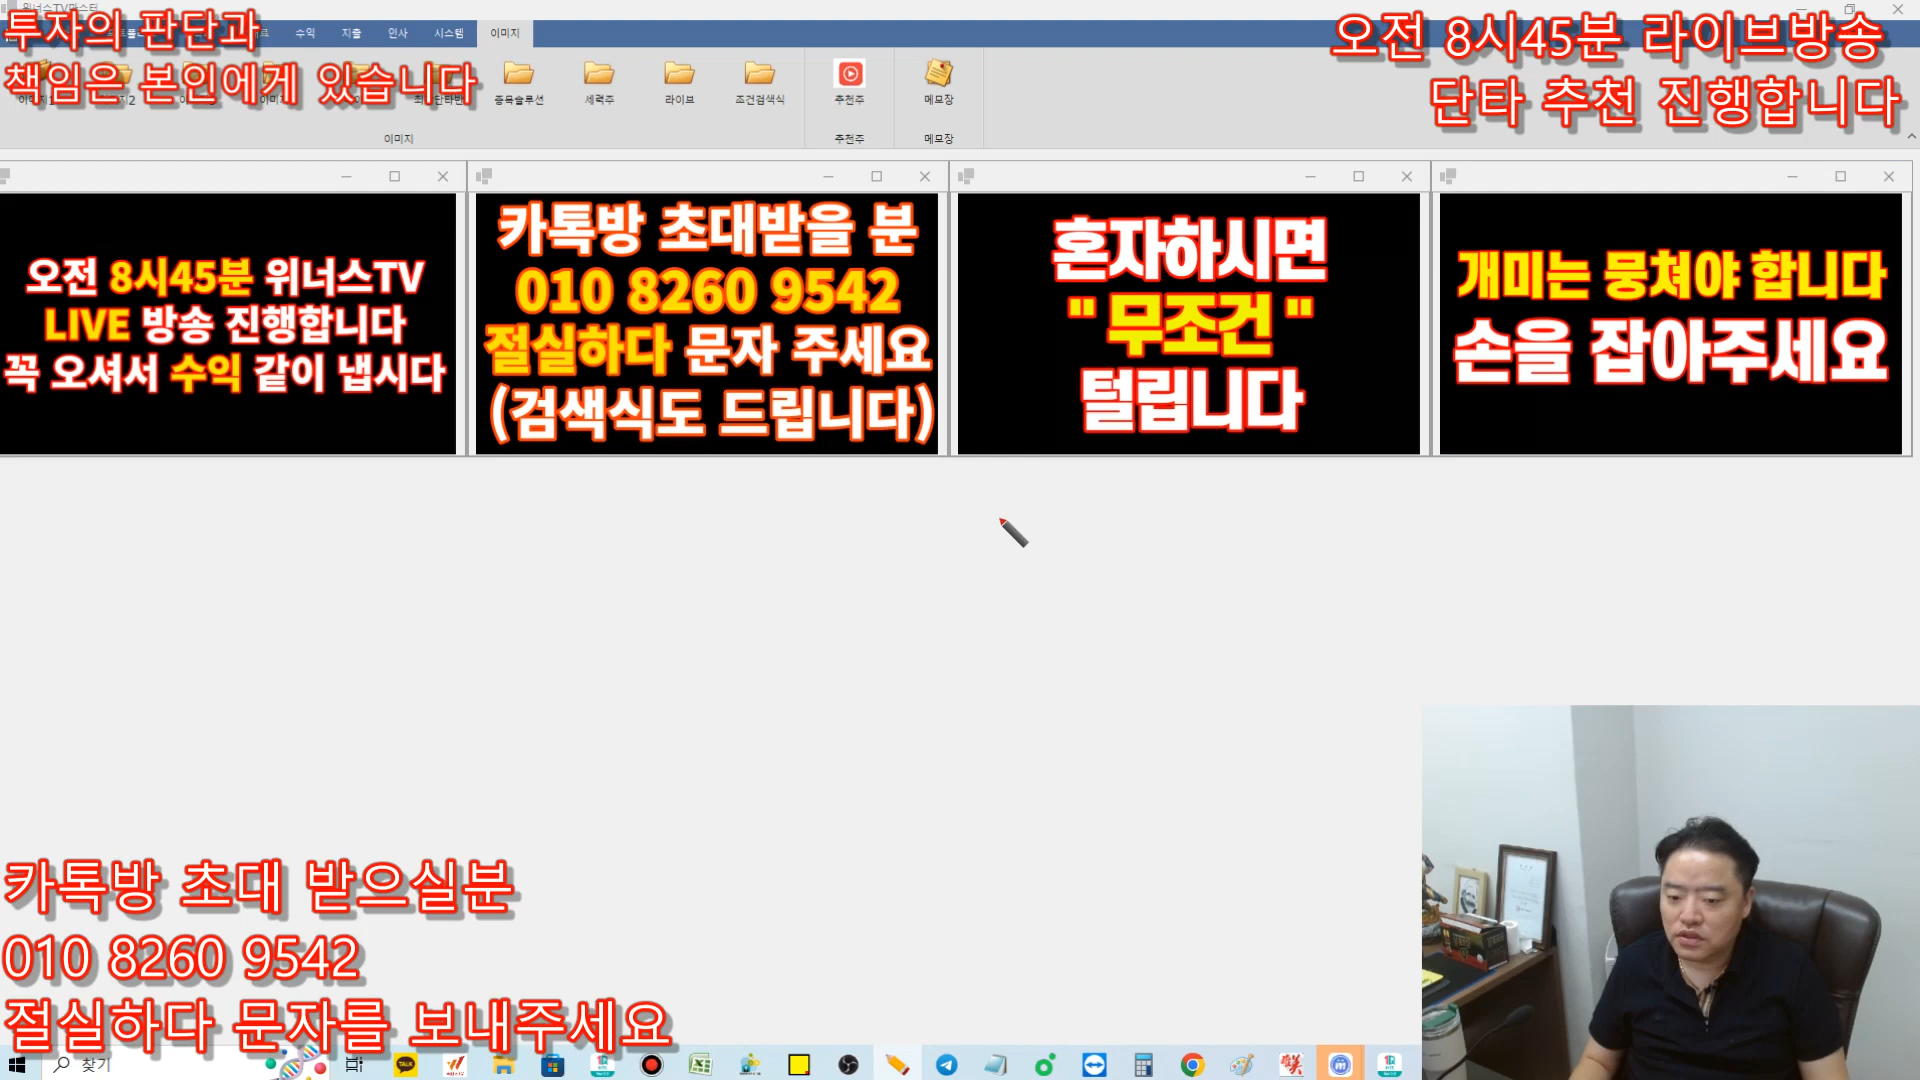 위너스TV마스터
투자의 판단과
책임은 본인에게 있습니다
오전 8시45분 라이브방송
단타 추천 진행합니다
수익
지출
인사
시스템
이미지
종목솔루션
세력주
라이브
조건검색식
추천주
메모장
이미지
추천주
메모장
오전 8시45분 위너스TV
LIVE 방송 진행합니다
꼭 오셔서 수익 같이 냅시다
카톡방 초대받을 분
010 8260 9542
절실하다 문자 주세요
(검색식도 드립니다)
혼자하시면
" 무조건 "
털립니다
개미는 뭉쳐야 합니다
손을 잡아주세요
카톡방 초대 받으실분
010 8260 9542
절실하다 문자를 보내주세요
찾기